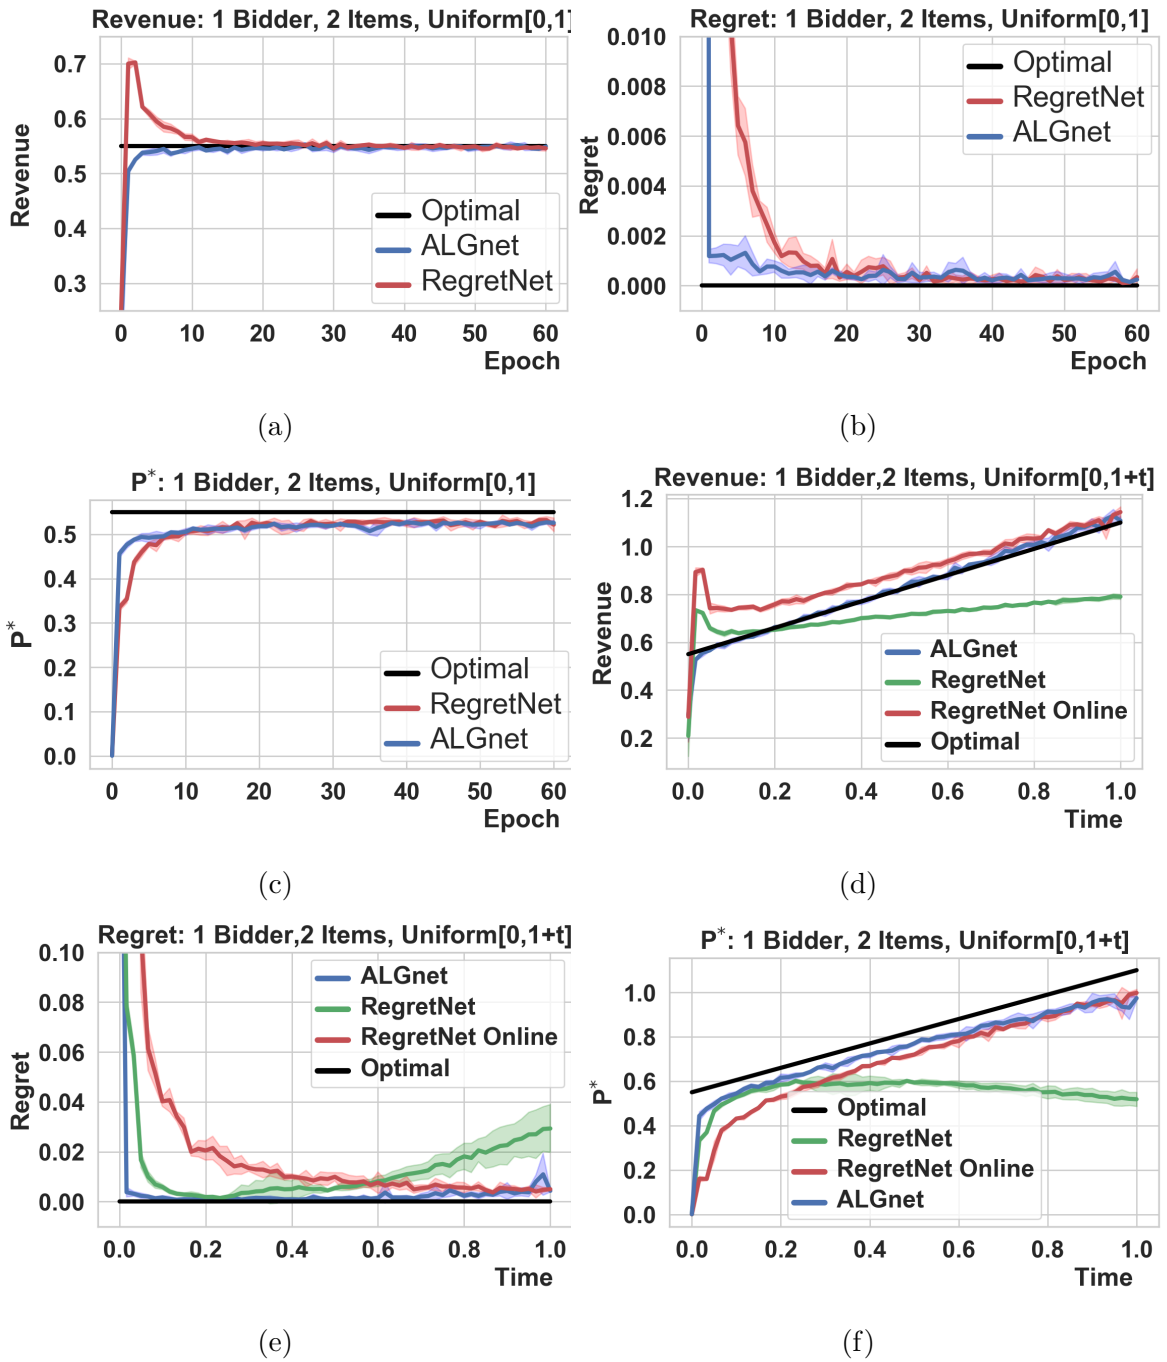 Revenue: 1 Bidder, 2 Items, Uniform[0,1]
0.7
0.6
0.5
0.4
0.3
Revenue
Optimal
ALGnet
RegretNet
0 10 20 30 40 50 60
Epoch
(a)
Regret: 1 Bidder, 2 Items, Uniform[0,1]
0.010
0.008
0.006
0.004
0.002
0.000
Regret
Optimal
RegretNet
ALGnet
0 10 20 30 40 50 60
Epoch
(b)
P*: 1 Bidder, 2 Items, Uniform[0,1]
0.5
0.4
0.3
0.2
0.1
0.0
P*
Optimal
RegretNet
ALGnet
0 10 20 30 40 50 60
Epoch
(c)
Revenue: 1 Bidder,2 Items, Uniform[0,1+t]
1.2
1.0
0.8
0.6
0.4
0.2
Revenue
ALGnet
RegretNet
RegretNet Online
Optimal
0.0 0.2 0.4 0.6 0.8 1.0
Time
(d)
Regret: 1 Bidder,2 Items, Uniform[0,1+t]
0.10
0.08
0.06
0.04
0.02
0.00
Regret
ALGnet
RegretNet
RegretNet Online
Optimal
0.0 0.2 0.4 0.6 0.8 1.0
Time
(e)
P*: 1 Bidder, 2 Items, Uniform[0,1+t]
1.0
0.8
0.6
0.4
0.2
0.0
P*
Optimal
RegretNet
RegretNet Online
ALGnet
0.0 0.2 0.4 0.6 0.8 1.0
Time
(f)